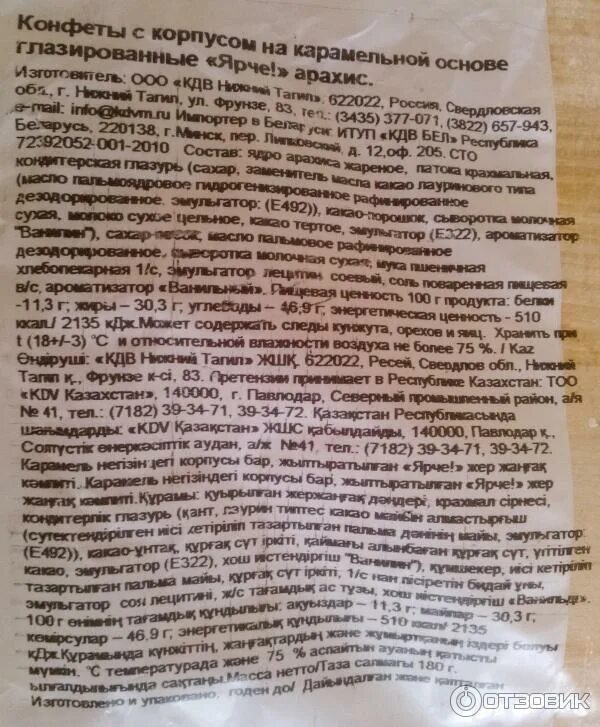 Конфеты с корпусом на карамельной основе
глазированные «Ярче!» арахис.
Изготовитель: ООО «КДВ Нижний Тагил». 622022, Россия, Свердловская
обл., г. Нижний Тагил, ул. Фрунзе, 83, тел.: (3435) 377-071, (3822) 657-943,
e-mail: info@kdvm.ru Импортер в Беларуси: ИТУП «КДВ БЕЛ» Республика
Беларусь, 220138, г.Минск, пер. Липковский, д. 12,оф. 205. СТО
72392052-001-2010 Состав: ядро арахиса жареное, патока крахмальная,
кондитерская глазурь (сахар, заменитель масла какао лауринового типа
(масло пальмоядровое гидрогенизированное рафинированное
дезодорированное, эмульгатор: (Е492)), какао-порошок, сыворотка молочная
сухая, молоко сухое цельное, какао тертое, эмульгатор (Е322), ароматизатор
"Ванилин"), сахар-песок, масло пальмовое рафинированное
дезодорированное, сыворотка молочная сухая, мука пшеничная
хлебопекарная 1/с, эмульгатор лецитин соевый, соль поваренная пищевая
в/с, ароматизатор «Ванильный». Пищевая ценность 100 г продукта: белки
-11,3 г; жиры – 30,3 г; углеводы – 46,9 г; энергетическая ценность - 510
ккал/ 2135 кДж.Может содержать следы кунжута, орехов и яиц. Хранить при
t (18+/-3) °С и относительной влажности воздуха не более 75 %. / Kaz
Өндіруші: «КДВ Нижний Тагил» ЖШҚ. 622022, Ресей, Свердлов обл., Нижний
Тагил қ., Фрунзе к-сі, 83. Претензии принимает в Республике Казахстан: ТОО
«KDV Казахстан», 140000, г. Павлодар, Северный промышленный район, а/я
№ 41, тел.: (7182) 39-34-71, 39-34-72. Қазақстан Республикасында
шағымдарды: «KDV Қазақстан» ЖШС қабылдайды, 140000, Павлодар қ.,
Солтүстік өнеркәсіптік аудан, а/ж №41, тел.: (7182) 39-34-71, 39-34-72.
Карамель негізіндегі корпусы бар, жылтыратылған «Ярче!» жер жаңғақ
кәмпиті. Карамель негізіндегі корпусы бар, жылтыратылған «Ярче!» жер
жаңғақ кәмпиті.Құрамы: қуырылған жержаңғақ дәндері, крахмал сірнесі,
кондитерлік глазурь (қант, лаурин типтес какао майын алмастырғыш
(сутектендірілген иісі кетіріліп тазартылған пальма дәнінің майы, эмульгатор:
(Е492)), какао-ұнтақ, құрғақ сүт іркіті, қаймағы алынбаған құрғақ сүт, үгітілген
какао, эмульгатор (Е322), хош иістендіргіш "Ванилин"), құмшекер, иісі кетіріліп
тазартылған пальма майы, құрғақ сүт іркіті, 1/с нан пісіретін бидай ұны,
эмульгатор соя лецитині, ж/с тағамдық ас тузы, хош иістендіргіш «Ванильді».
100 г өнімнің тағамдық құндылығы: ақуыздар – 11,3 г; майлар – 30,3 г;
көмірсулар – 46,9 г; энергетикалық құндылығы – 510 ккал/ 2135
кДж.Құрамында күнжіттің, жаңғақтардың және жұмыртқаның іздері болуы
мүмкін. °С температурада және 75 % аспайтын ауаның қатысты
ылғалдылығында сақтаңы.Масса нетто/Таза салмағы 180 г.
Изготовлено и упаковано, годен до/ Дайындалған және қапталған
ОТЗОВИК